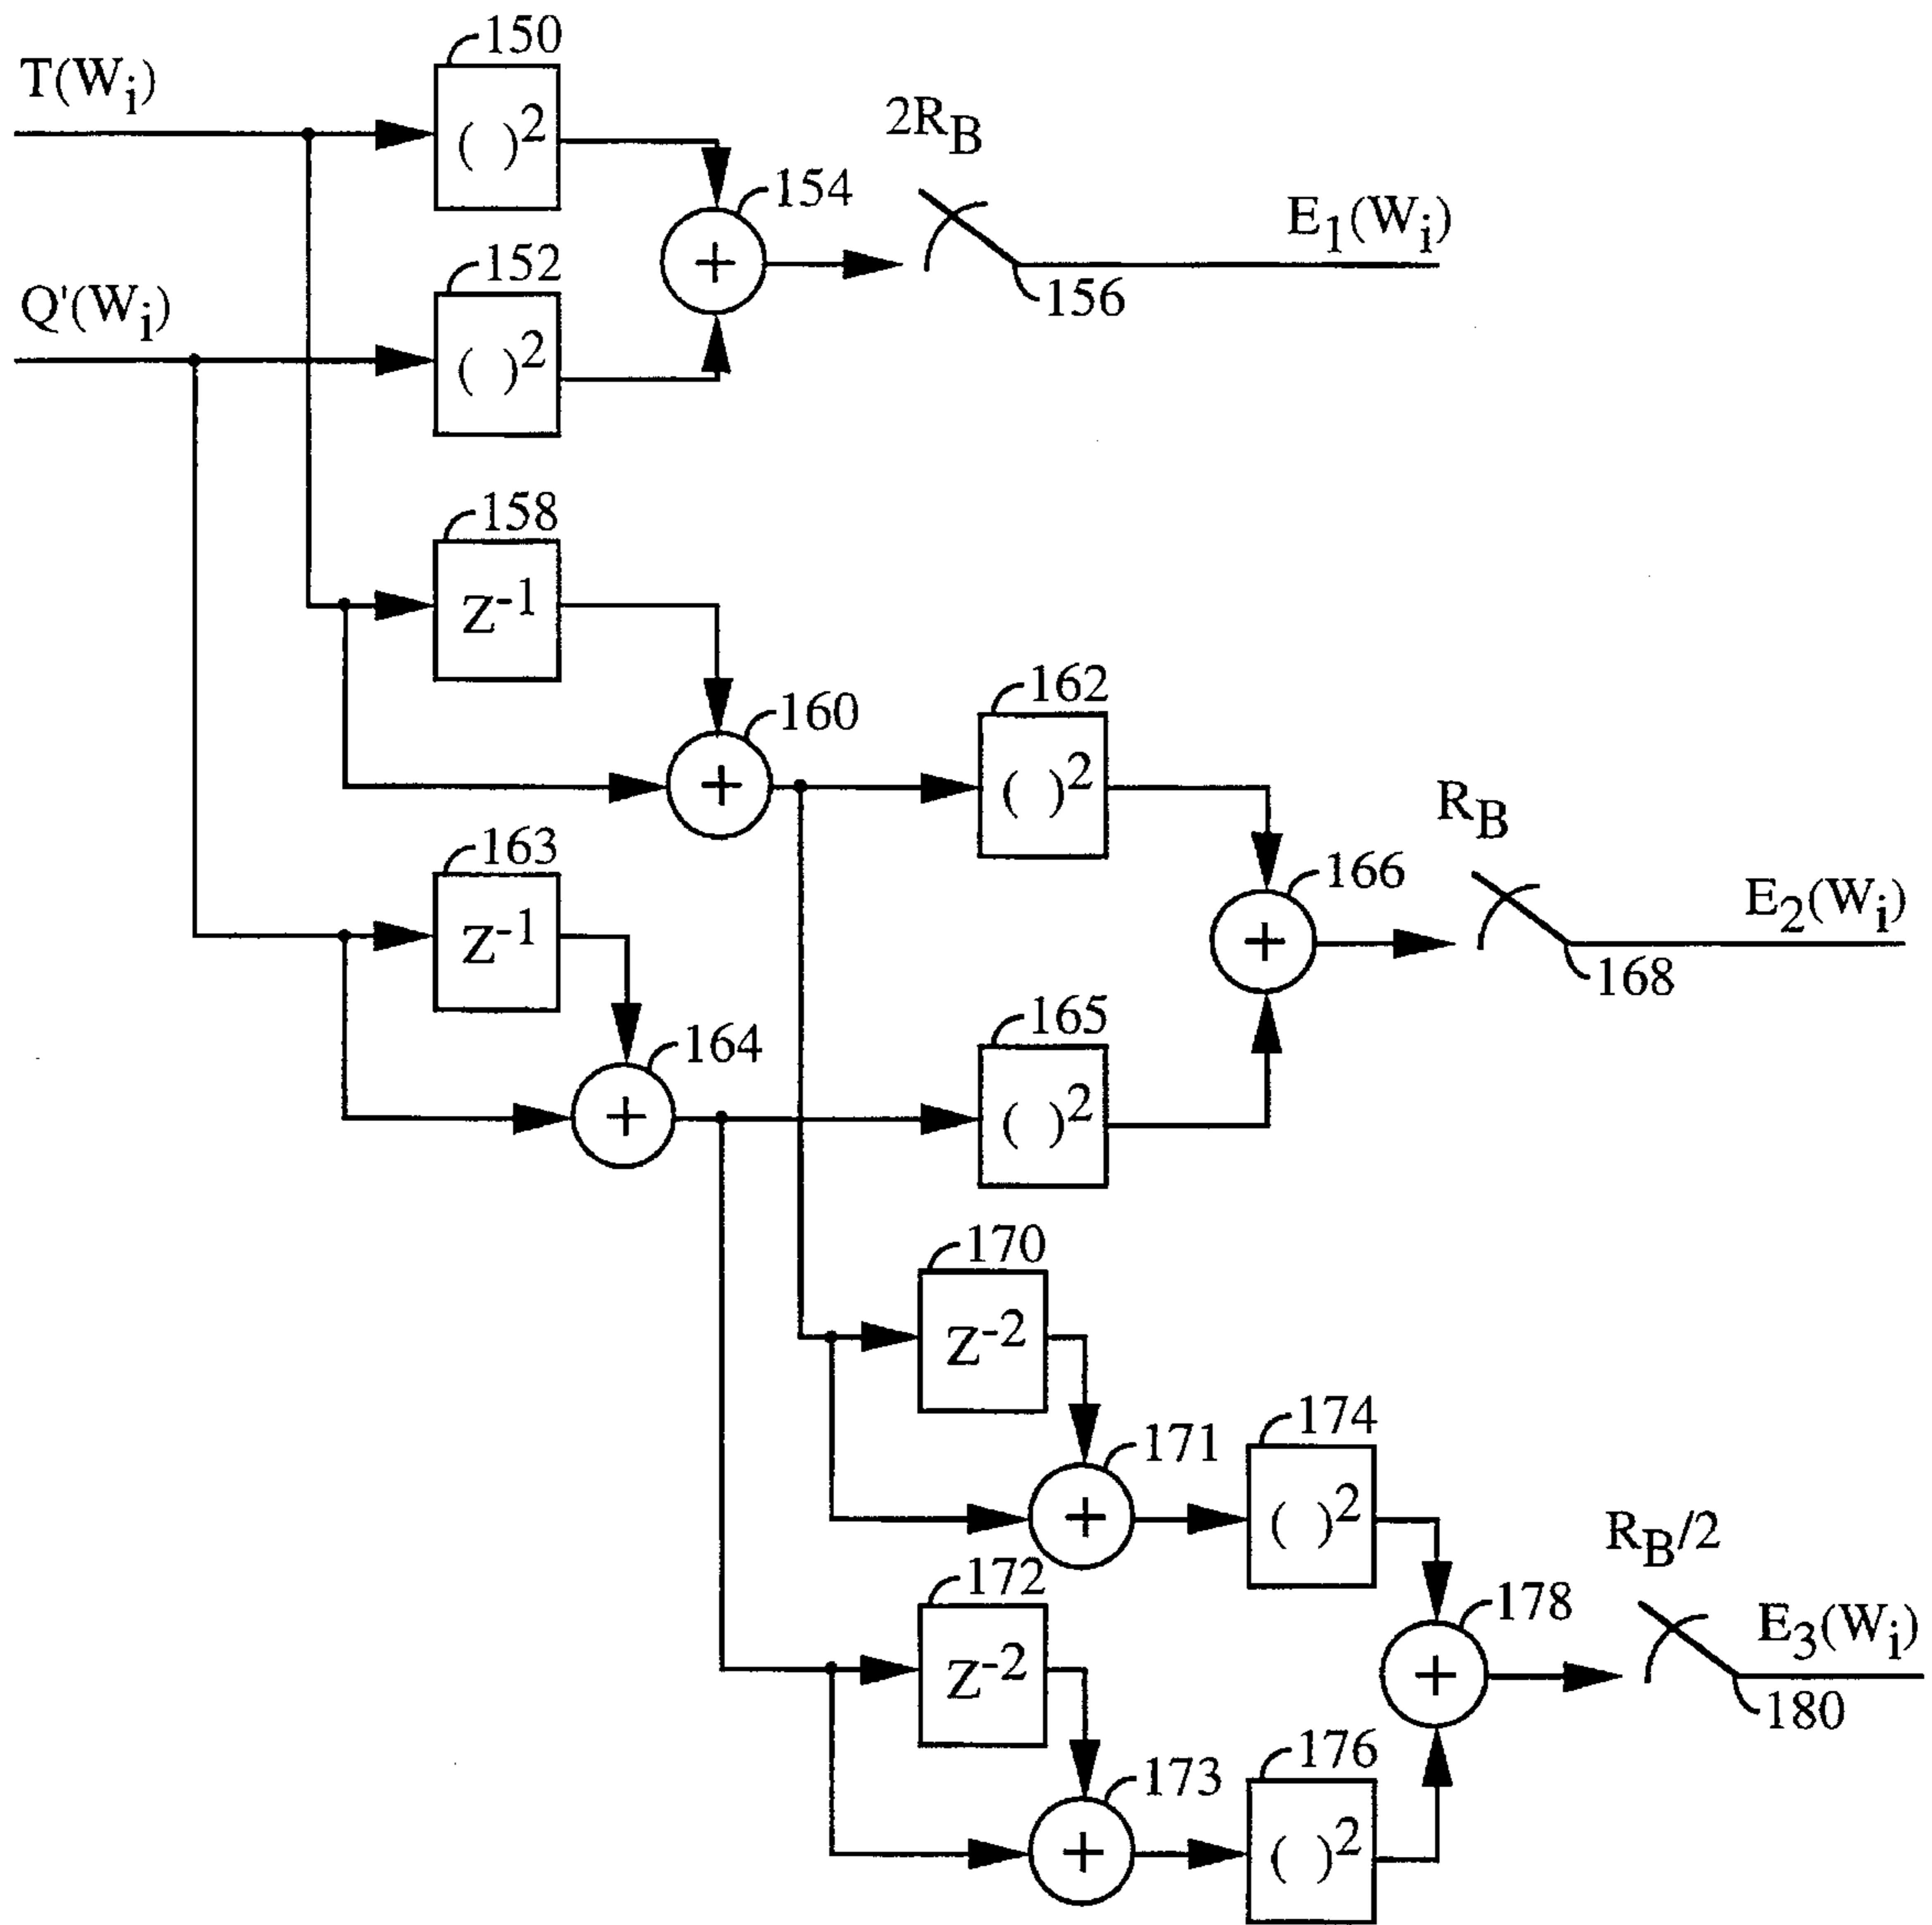 150
T(Wi)
( )2
2RB
154
+
E1(Wi)
156
152
Q'(Wi)
( )2
158
Z-1
160
+
162
( )2
RB
163
Z-1
166
+
E2(Wi)
168
164
+
165
( )2
170
Z-2
171
+
174
( )2
RB/2
172
Z-2
178
+
E3(Wi)
180
173
+
176
( )2